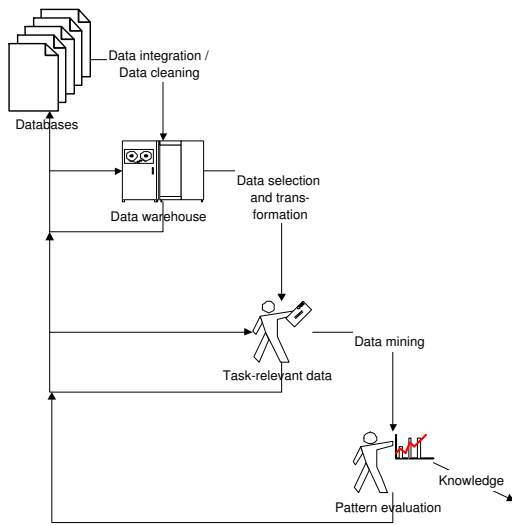 Data integration /
Data cleaning
Databases
Data warehouse
Data selection
and trans-
formation
Task-relevant data
Data mining
Pattern evaluation
Knowledge